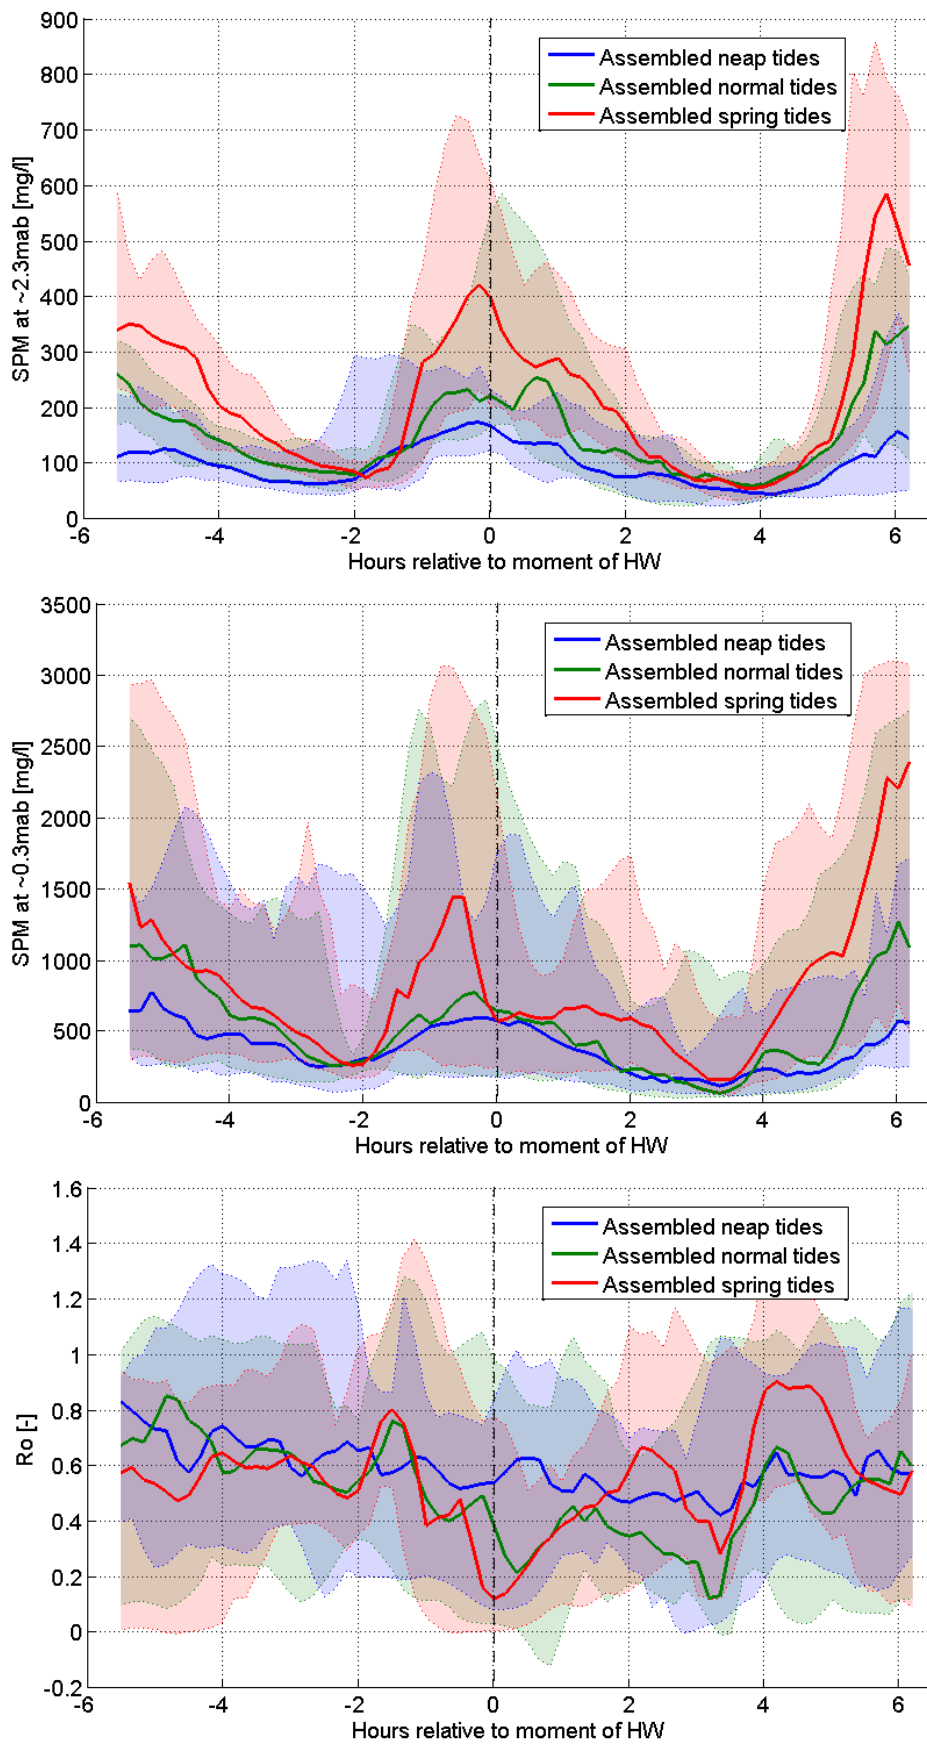 900
800
700
600
500
400
300
200
100
0
SPM at ~2.3mab [mg/l]
Assembled neap tides
Assembled normal tides
Assembled spring tides
-6 -4 -2 0 2 4 6
Hours relative to moment of HW
3500
3000
2500
2000
1500
1000
500
0
SPM at ~0.3mab [mg/l]
Assembled neap tides
Assembled normal tides
Assembled spring tides
-6 -4 -2 0 2 4 6
Hours relative to moment of HW
1.6
1.4
1.2
1
0.8
0.6
0.4
0.2
0
-0.2
Ro [-]
Assembled neap tides
Assembled normal tides
Assembled spring tides
-6 -4 -2 0 2 4 6
Hours relative to moment of HW